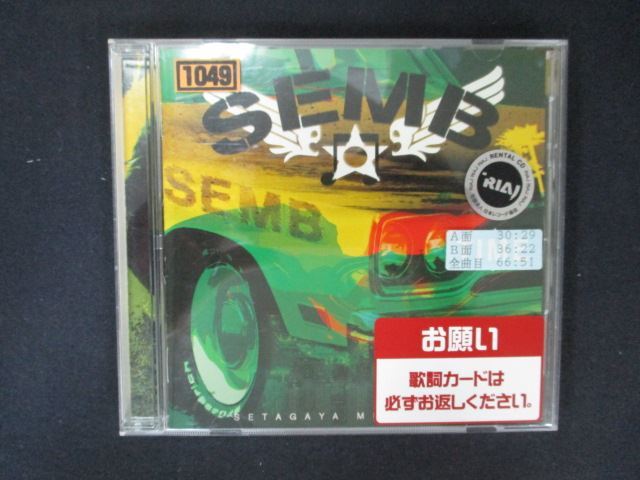 1049
SEMB
SEMB
RENTAL CD
RIAJ
A面 30:29
B面 36:22
全曲目 66:51
お願い
歌詞カードは
必ずお返しください。
SETAGAYA M